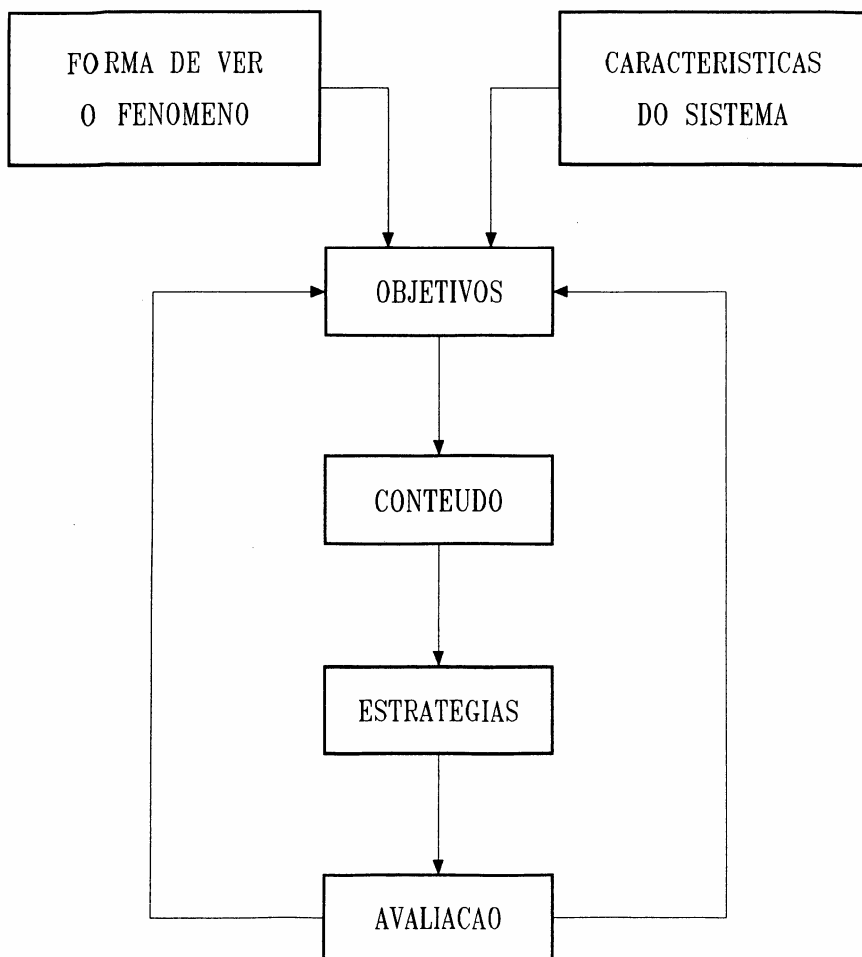 FORMA DE VER
O FENOMENO
CARACTERISTICAS
DO SISTEMA
OBJETIVOS
CONTEUDO
ESTRATEGIAS
AVALIACAO